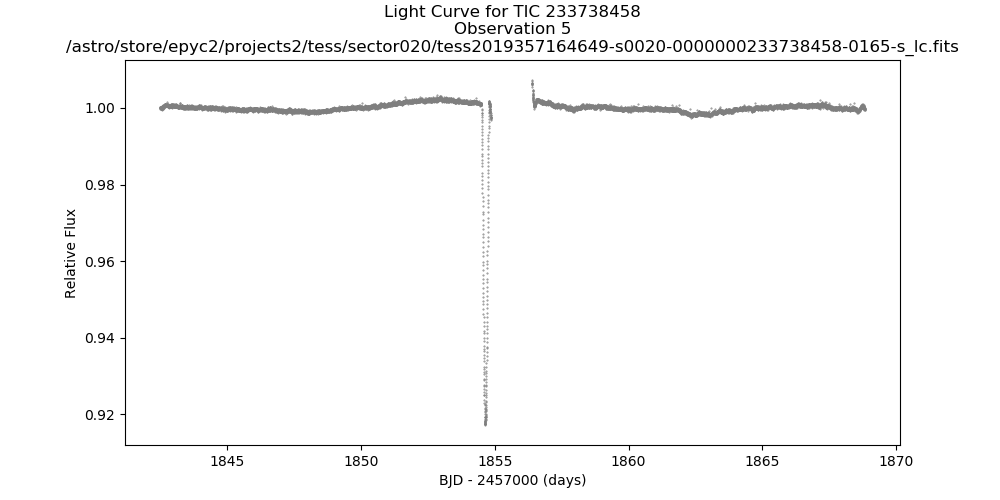 Light Curve for TIC 233738458
Observation 5
/astro/store/epyc2/projects2/tess/sector020/tess2019357164649-s0020-0000000233738458-0165-s_lc.fits
1.00
0.98
0.96
0.94
0.92
Relative Flux
1845 1850 1855 1860 1865 1870
BJD - 2457000 (days)